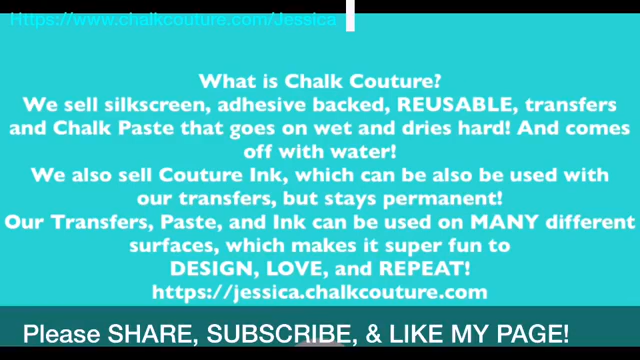 Https://www.chalkcouture.com/Jessica
What is Chalk Couture?
We sell silkscreen, adhesive backed, REUSABLE, transfers
and Chalk Paste that goes on wet and dries hard! And comes
off with water!
We also sell Couture Ink, which can be also be used with
our transfers, but stays permanent!
Our Transfers, Paste, and Ink can be used on MANY different
surfaces, which makes it super fun to
DESIGN, LOVE, and REPEAT!
https://jessica.chalkcouture.com
Please SHARE, SUBSCRIBE, & LIKE MY PAGE!